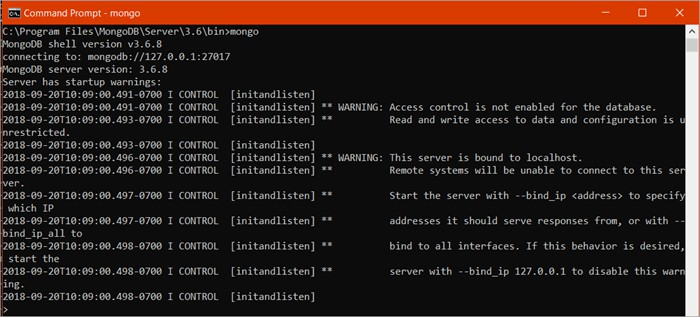 Command Prompt - mongo
C:\Program Files\MongoDB\Server\3.6\bin>mongo
MongoDB shell version v3.6.8
connecting to: mongodb://127.0.0.1:27017
MongoDB server version: 3.6.8
Server has startup warnings:
2018-09-20T10:09:00.491-0700 I CONTROL  [initandlisten]
2018-09-20T10:09:00.491-0700 I CONTROL  [initandlisten] ** WARNING: Access control is not enabled for the database.
2018-09-20T10:09:00.493-0700 I CONTROL  [initandlisten] **          Read and write access to data and configuration is u
nrestricted.
2018-09-20T10:09:00.493-0700 I CONTROL  [initandlisten]
2018-09-20T10:09:00.496-0700 I CONTROL  [initandlisten] ** WARNING: This server is bound to localhost.
2018-09-20T10:09:00.496-0700 I CONTROL  [initandlisten] **          Remote systems will be unable to connect to this ser
ver.
2018-09-20T10:09:00.497-0700 I CONTROL  [initandlisten] **          Start the server with --bind_ip <address> to specify
 which IP
2018-09-20T10:09:00.497-0700 I CONTROL  [initandlisten] **          addresses it should serve responses from, or with --
bind_ip_all to
2018-09-20T10:09:00.498-0700 I CONTROL  [initandlisten] **          bind to all interfaces. If this behavior is desired,
 start the
2018-09-20T10:09:00.498-0700 I CONTROL  [initandlisten] **          server with --bind_ip 127.0.0.1 to disable this warn
ing.
2018-09-20T10:09:00.498-0700 I CONTROL  [initandlisten]
>